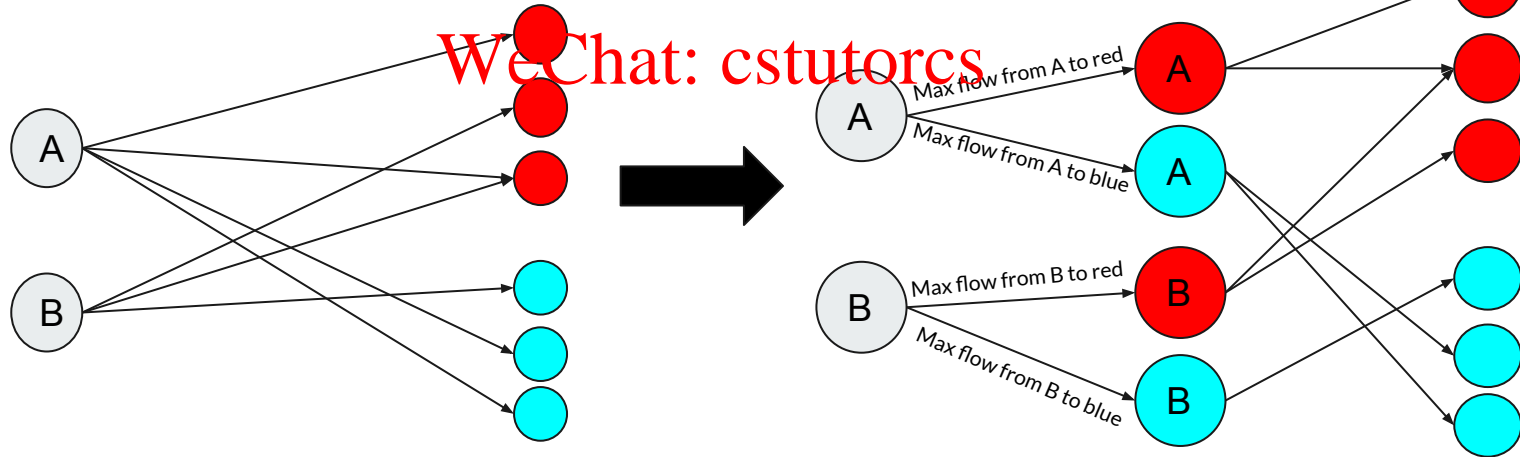 WeChat: cstutorcs
A
B
A
Max flow from A to red
Max flow from A to blue
A
A
B
Max flow from B to red
Max flow from B to blue
B
B